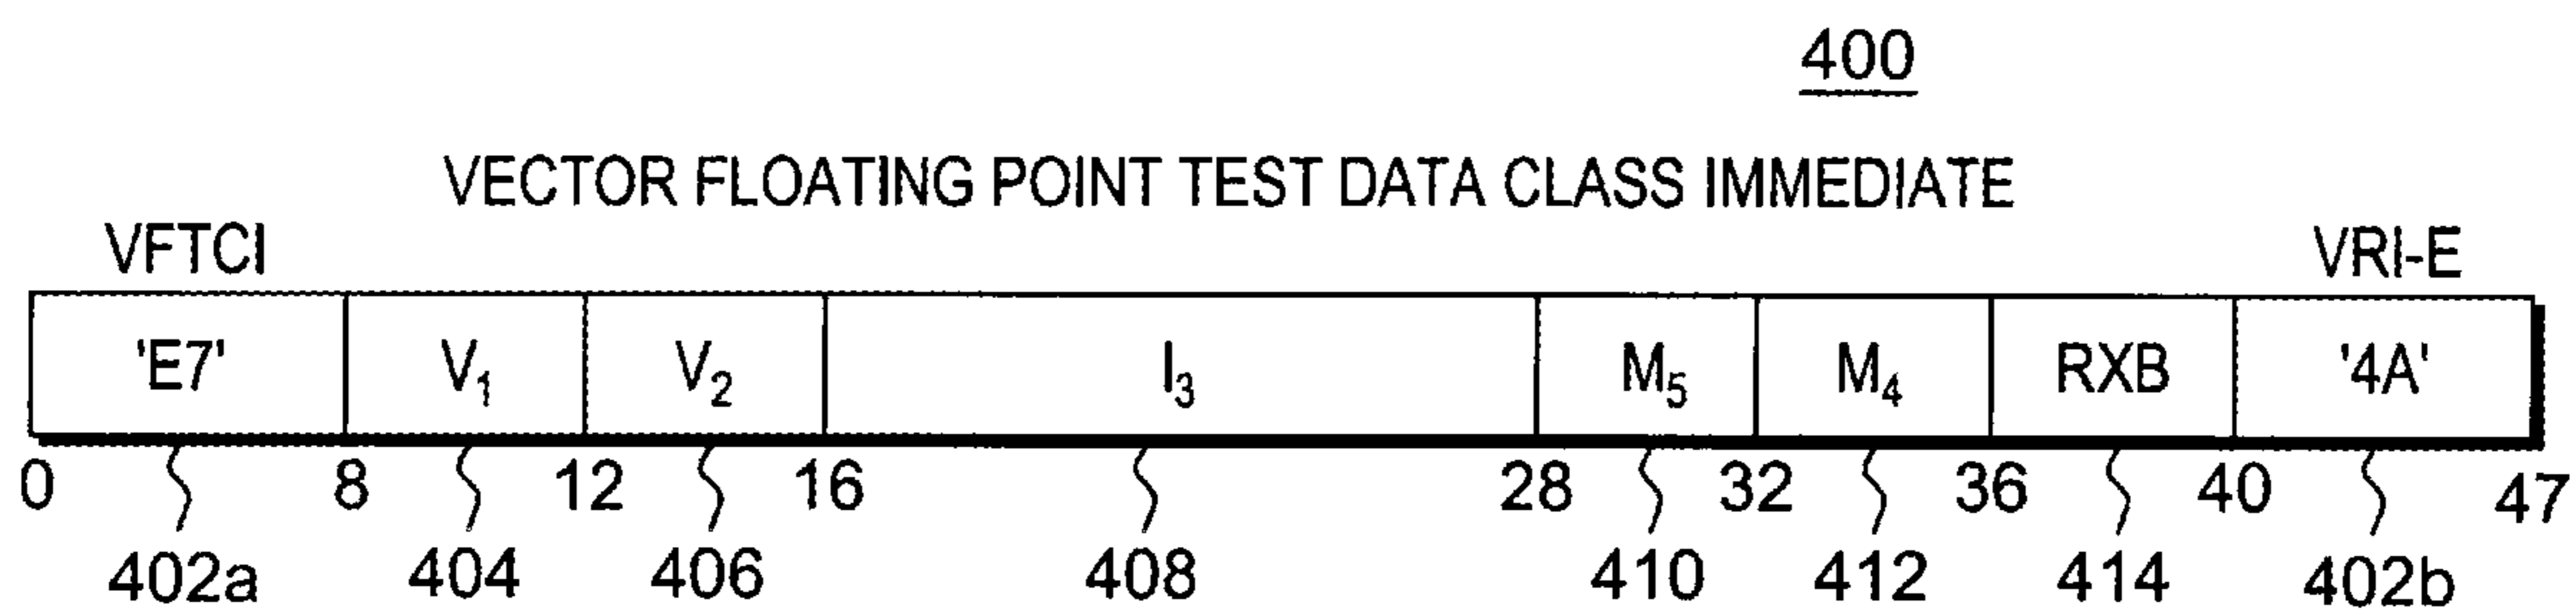 400
VECTOR FLOATING POINT TEST DATA CLASS IMMEDIATE
VFTCI VRI-E
'E7' V₁ V₂ I₃ M₅ M₄ RXB '4A'
0 8 12 16 28 32 36 40 47
402a 404 406 408 410 412 414 402b